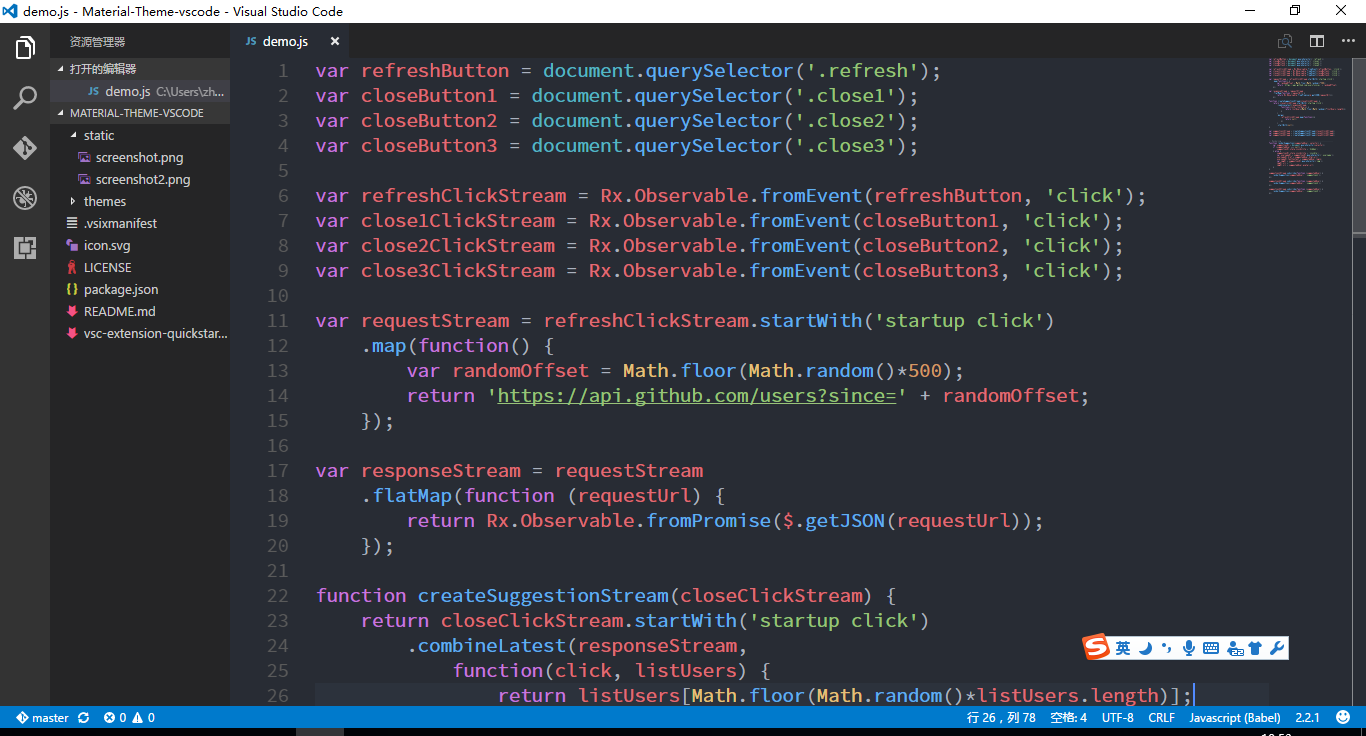 demo.js - Material-Theme-vscode - Visual Studio Code
资源管理器
打开的编辑器
JS demo.js C:\Users\zh...
MATERIAL-THEME-VSCODE
static
screenshot.png
screenshot2.png
themes
.vsixmanifest
icon.svg
LICENSE
{} package.json
README.md
vsc-extension-quickstar...
JS demo.js
1 var refreshButton = document.querySelector('.refresh');
2 var closeButton1 = document.querySelector('.close1');
3 var closeButton2 = document.querySelector('.close2');
4 var closeButton3 = document.querySelector('.close3');
5
6 var refreshClickStream = Rx.Observable.fromEvent(refreshButton, 'click');
7 var close1ClickStream = Rx.Observable.fromEvent(closeButton1, 'click');
8 var close2ClickStream = Rx.Observable.fromEvent(closeButton2, 'click');
9 var close3ClickStream = Rx.Observable.fromEvent(closeButton3, 'click');
10
11 var requestStream = refreshClickStream.startWith('startup click')
12     .map(function() {
13         var randomOffset = Math.floor(Math.random()*500);
14         return 'https://api.github.com/users?since=' + randomOffset;
15     });
16
17 var responseStream = requestStream
18     .flatMap(function (requestUrl) {
19         return Rx.Observable.fromPromise($.getJSON(requestUrl));
20     });
21
22 function createSuggestionStream(closeClickStream) {
23     return closeClickStream.startWith('startup click')
24         .combineLatest(responseStream,
25             function(click, listUsers) {
26                 return listUsers[Math.floor(Math.random()*listUsers.length)];
S 英
master 0 0 行 26，列 78 空格: 4 UTF-8 CRLF Javascript (Babel) 2.2.1